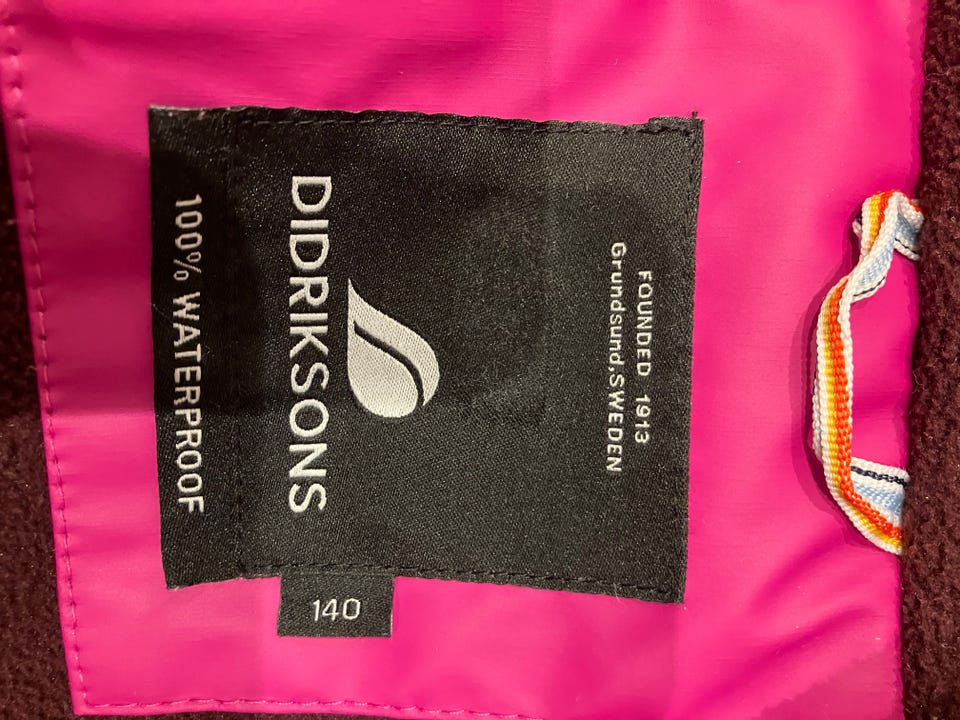 FOUNDED 1913
Grundsund, SWEDEN
DIDRIKSONS
100% WATERPROOF
140